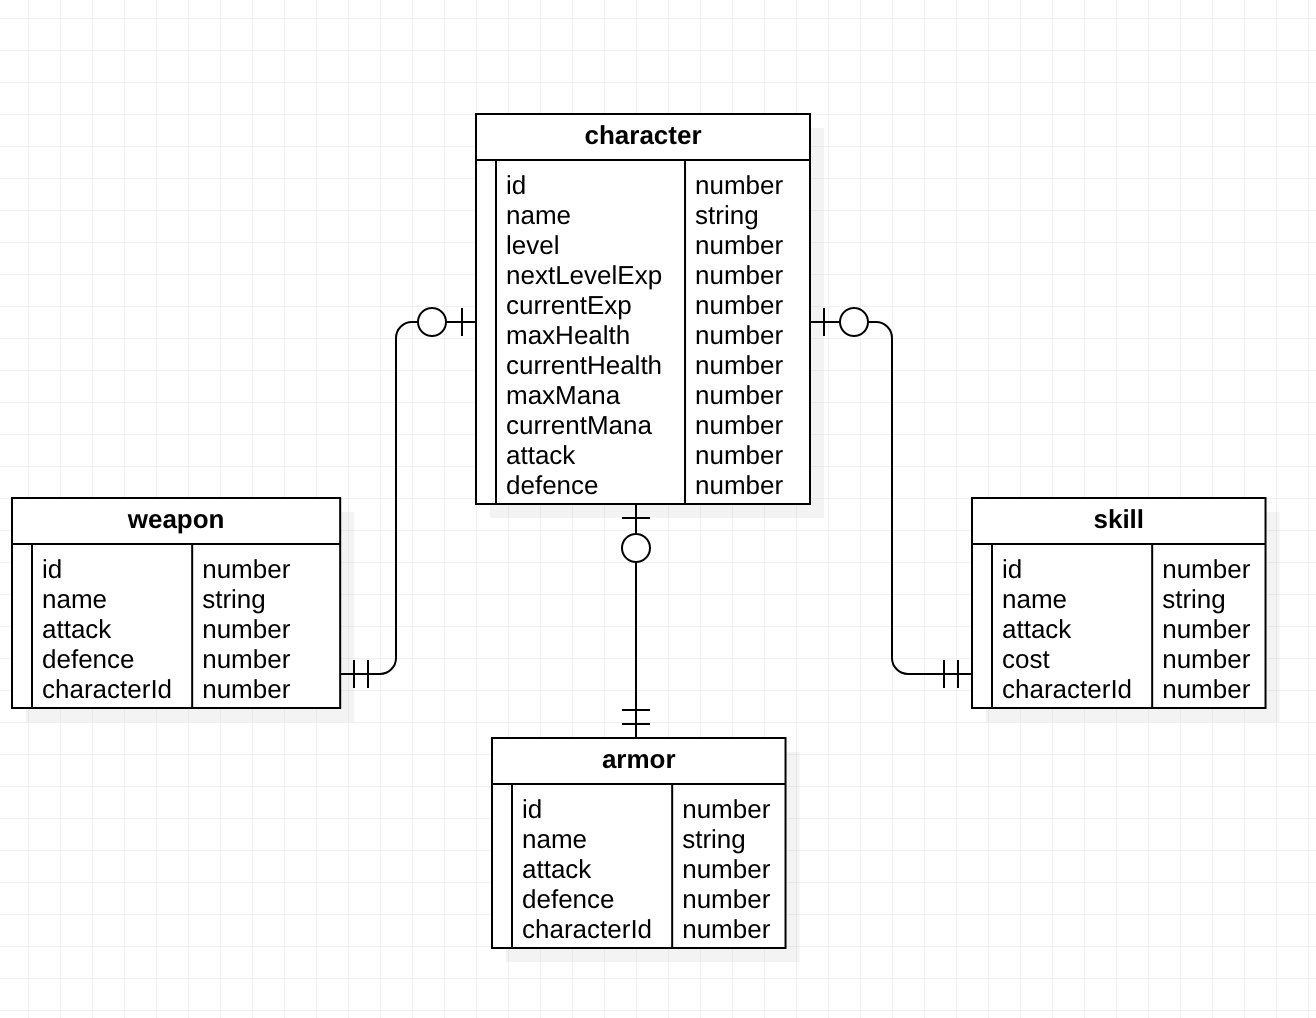 character
id number
name string
level number
nextLevelExp number
currentExp number
maxHealth number
currentHealth number
maxMana number
currentMana number
attack number
defence number
weapon
id number
name string
attack number
defence number
characterId number
skill
id number
name string
attack number
cost number
characterId number
armor
id number
name string
attack number
defence number
characterId number